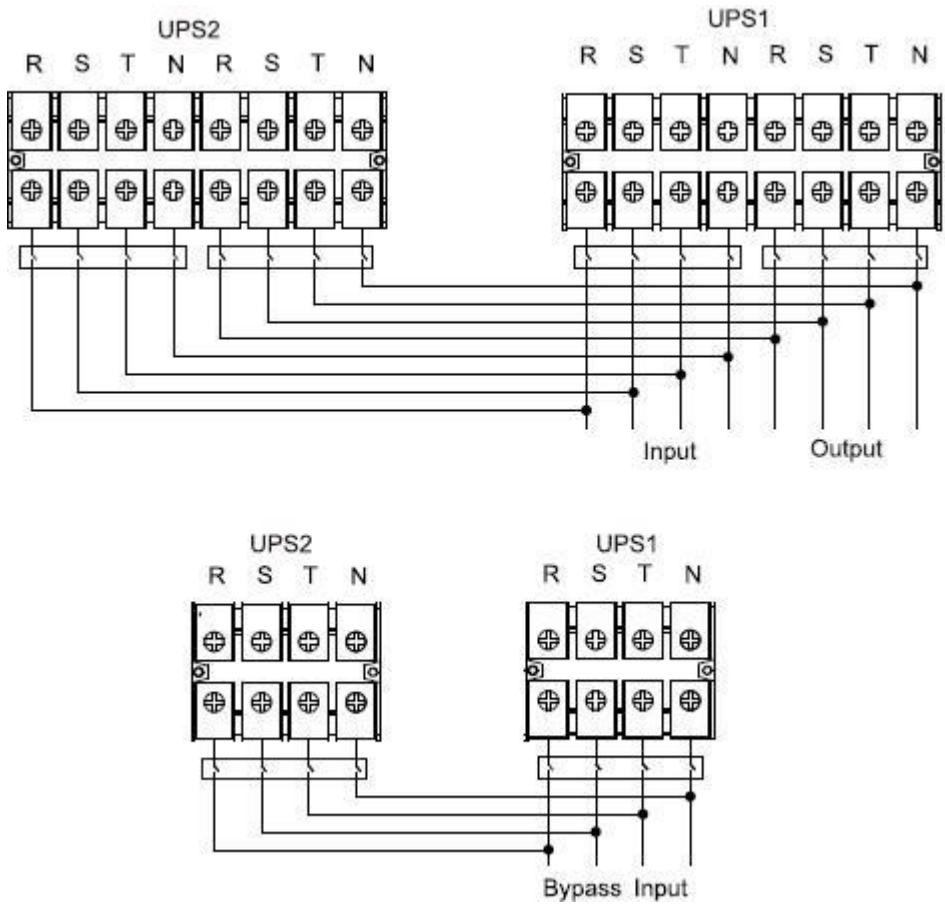 UPS2
UPS1
R S T N R S T N
R S T N R S T N
Input
Output
UPS2
UPS1
R S T N
R S T N
Bypass Input